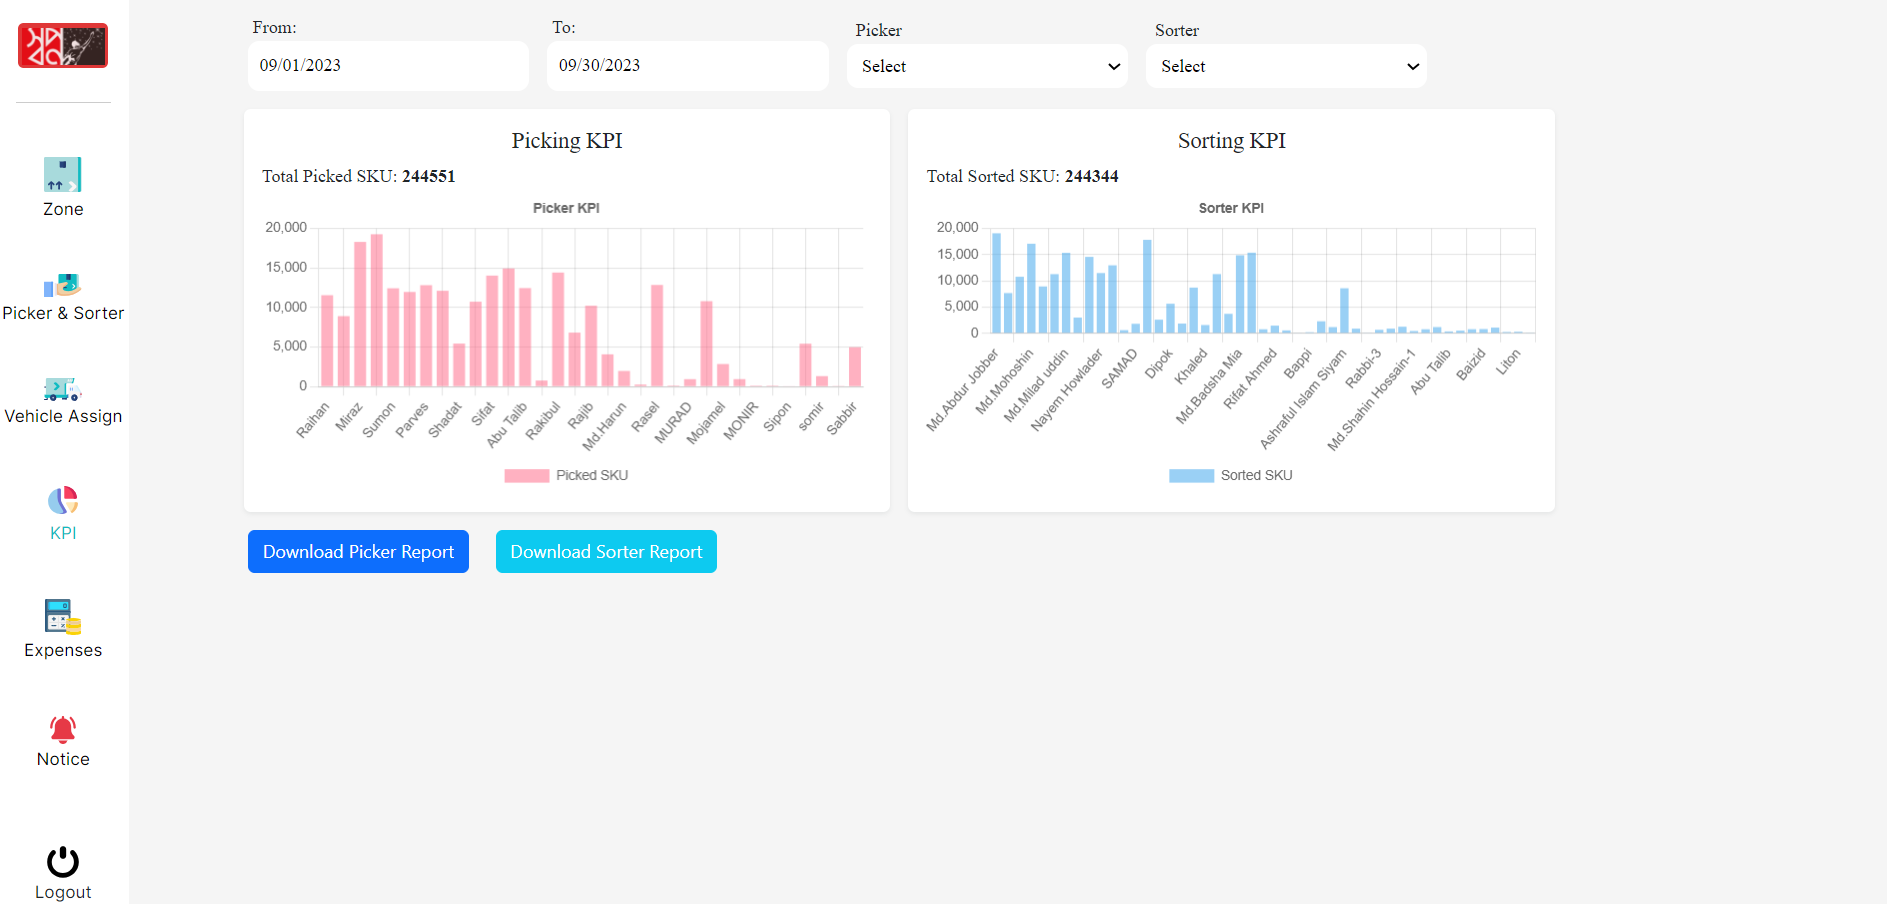 স্বপ্ন
Zone
Picker & Sorter
Vehicle Assign
KPI
Expenses
Notice
Logout
From:
09/01/2023
To:
09/30/2023
Picker
Select
Sorter
Select
Picking KPI
Total Picked SKU: 244551
Picker KPI
20,000
15,000
10,000
5,000
0
Raihan
Miraz
Sumon
Parves
Shadat
Sifat
Abu Talib
Rakibul
Rajib
Md.Harun
Rasel
MURAD
Mojamel
MONIR
Sipon
somir
Sabbir
Picked SKU
Sorting KPI
Total Sorted SKU: 244344
Sorter KPI
20,000
15,000
10,000
5,000
0
Md.Abdur Jobber
Md.Mohoshin
Md.Milad uddin
Nayem Howlader
SAMAD
Dipok
Khaled
Md.Badsha Mia
Rifat Ahmed
Bappi
Ashraful Islam Siyam
Rabbi-3
Md.Shahin Hossain-1
Abu Talib
Baizid
Liton
Sorted SKU
Download Picker Report
Download Sorter Report